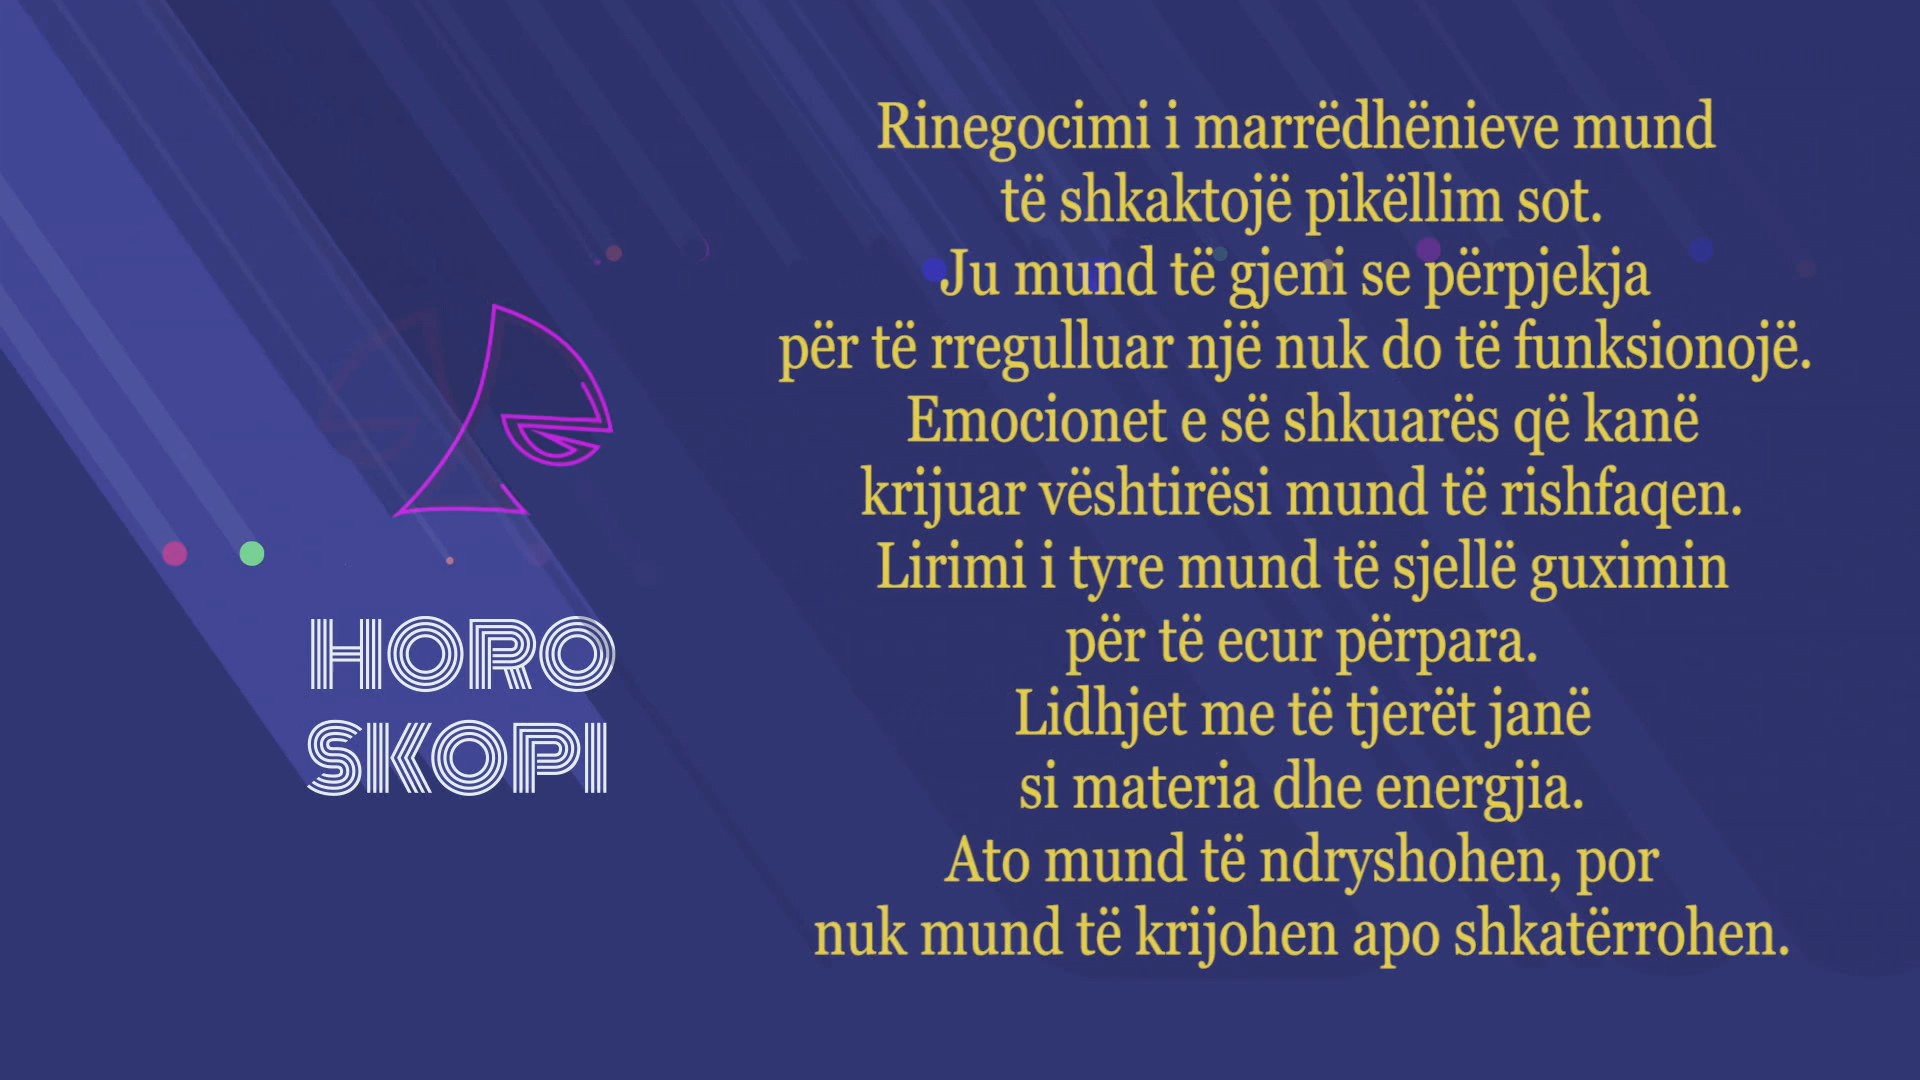 HORO
SKOPI
Rinegocimi i marrëdhënieve mund
të shkaktojë pikëllim sot.
Ju mund të gjeni se përpjekja
për të rregulluar një nuk do të funksionojë.
Emocionet e së shkuarës që kanë
krijuar vështirësi mund të rishfaqen.
Lirimi i tyre mund të sjellë guximin
për të ecur përpara.
Lidhjet me të tjerët janë
si materia dhe energjia.
Ato mund të ndryshohen, por
nuk mund të krijohen apo shkatërrohen.